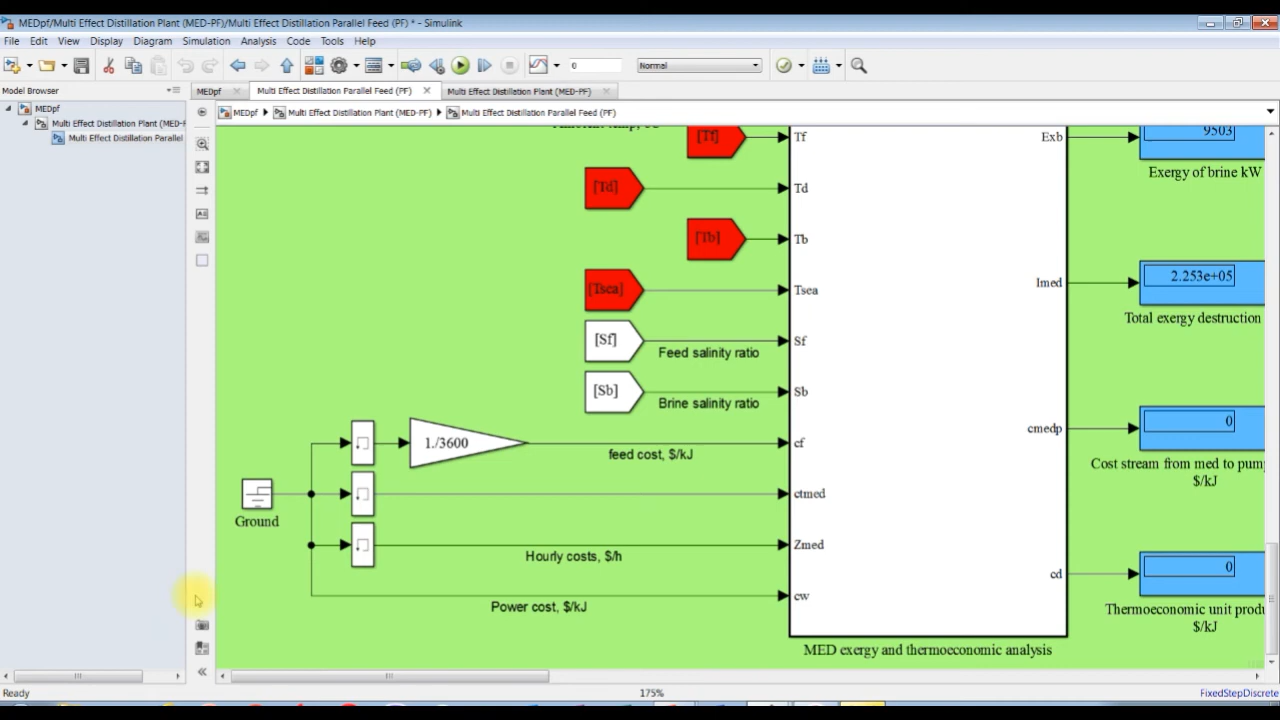 MEDpf/Multi Effect Distillation Plant (MED-PF)/Multi Effect Distillation Parallel Feed (PF) * - Simulink
File Edit View Display Diagram Simulation Analysis Code Tools Help
0 Normal
Model Browser
MEDpf Multi Effect Distillation Parallel Feed (PF) Multi Effect Distillation Plant (MED-PF)
MEDpf Multi Effect Distillation Plant (MED-PF) Multi Effect Distillation Parallel Feed (PF)
MEDpf
Multi Effect Distillation Plant (MED-P
Multi Effect Distillation Parallel
[Tf] Tf Exb 9503
Exergy of brine kW
[Td] Td
[Tb] Tb
[Tsea] Tsea
Imed 2.253e+05
Total exergy destruction
[Sf] Sf
Feed salinity ratio
[Sb] Sb
Brine salinity ratio
cmedp 0
Cost stream from med to pump
$/kJ
1./3600 cf
feed cost, $/kJ
ctmed
Ground
Zmed
Hourly costs, $/h
cd 0
Thermoeconomic unit produ
$/kJ
cw
Power cost, $/kJ
MED exergy and thermoeconomic analysis
Ready 175% FixedStepDiscrete